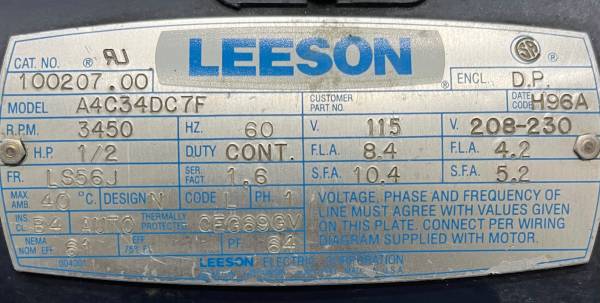 LEESON ®
CAT. NO. 100207.00 ENCL. D.P.
MODEL A4C34DC7F CUSTOMER PART NO. DATE CODE H96A
R.P.M. 3450 HZ. 60 V. 115 V. 208-230
H.P. 1/2 DUTY CONT. F.L.A. 8.4 F.L.A. 4.2
FR. LS56J SERV. FACT 1.6 S.F.A. 10.4 S.F.A. 5.2
MAX. AMB. 40 °C. DESIGN N CODE L PH. 1
INS. CL. AUTO THERMALLY PROTECTED
NEMA NOM EFF EFF PF
VOLTAGE, PHASE AND FREQUENCY OF
LINE MUST AGREE WITH VALUES GIVEN
ON THIS PLATE. CONNECT PER WIRING
DIAGRAM SUPPLIED WITH MOTOR.
LEESON ELECTRIC CORPORATION